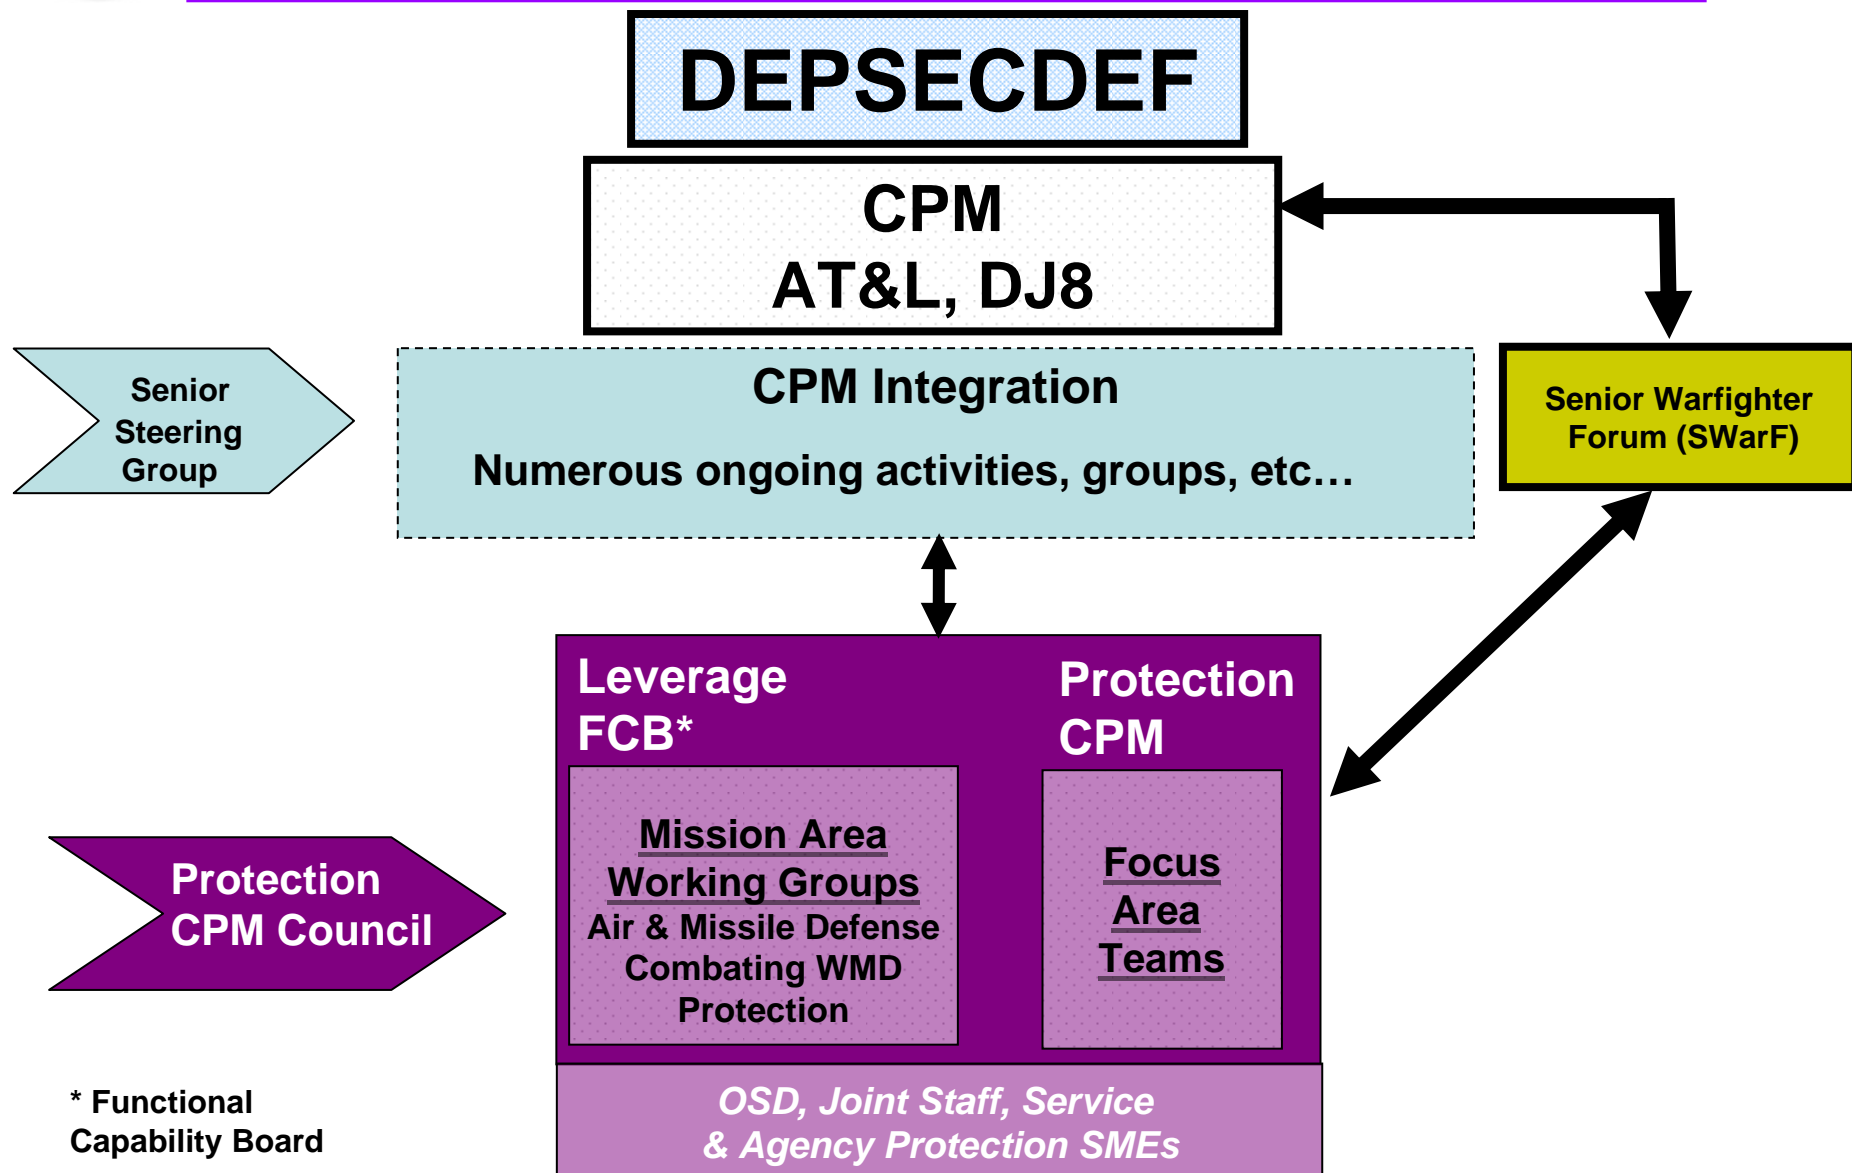 DEPSECDEF
CPM
AT&L, DJ8
Senior
Steering
Group
CPM Integration
Numerous ongoing activities, groups, etc…
Senior Warfighter
Forum (SWarF)
Leverage
FCB*
Protection
CPM
Mission Area
Working Groups
Air & Missile Defense
Combating WMD
Protection
Focus
Area
Teams
Protection
CPM Council
OSD, Joint Staff, Service
& Agency Protection SMEs
* Functional
Capability Board